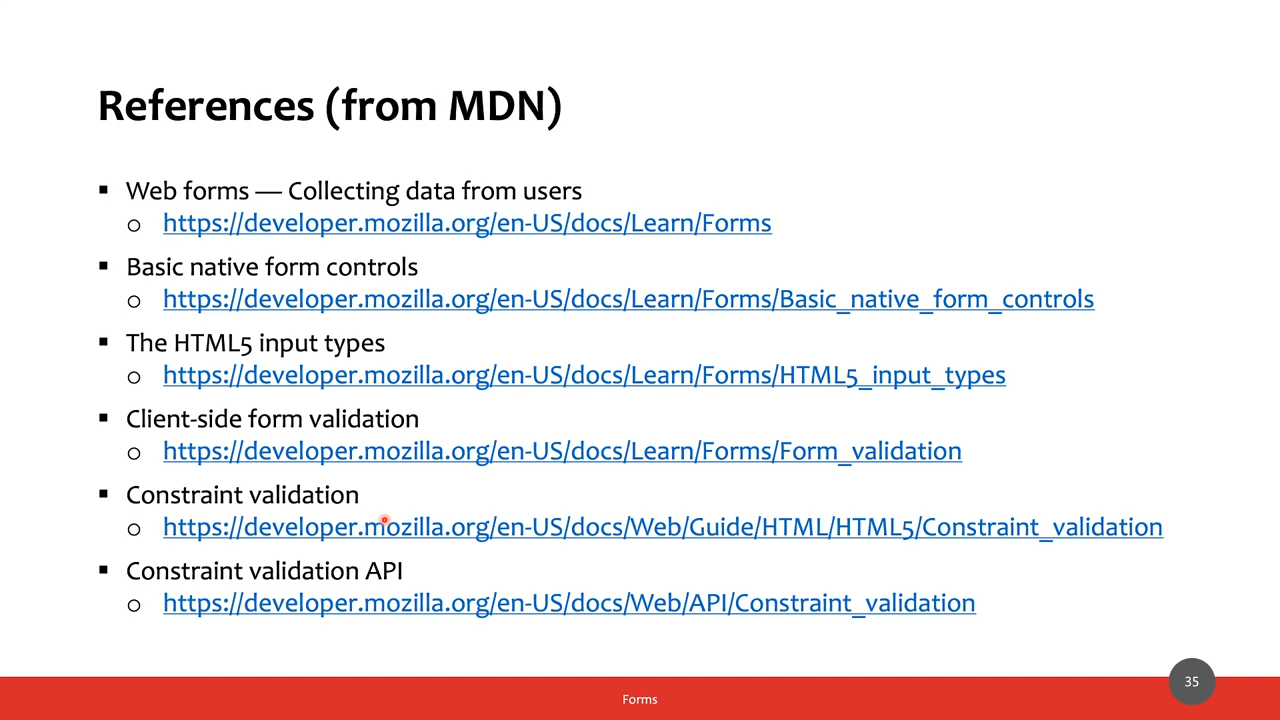 References (from MDN)
▪ Web forms — Collecting data from users
o https://developer.mozilla.org/en-US/docs/Learn/Forms
▪ Basic native form controls
o https://developer.mozilla.org/en-US/docs/Learn/Forms/Basic_native_form_controls
▪ The HTML5 input types
o https://developer.mozilla.org/en-US/docs/Learn/Forms/HTML5_input_types
▪ Client-side form validation
o https://developer.mozilla.org/en-US/docs/Learn/Forms/Form_validation
▪ Constraint validation
o https://developer.mozilla.org/en-US/docs/Web/Guide/HTML/HTML5/Constraint_validation
▪ Constraint validation API
o https://developer.mozilla.org/en-US/docs/Web/API/Constraint_validation
35
Forms